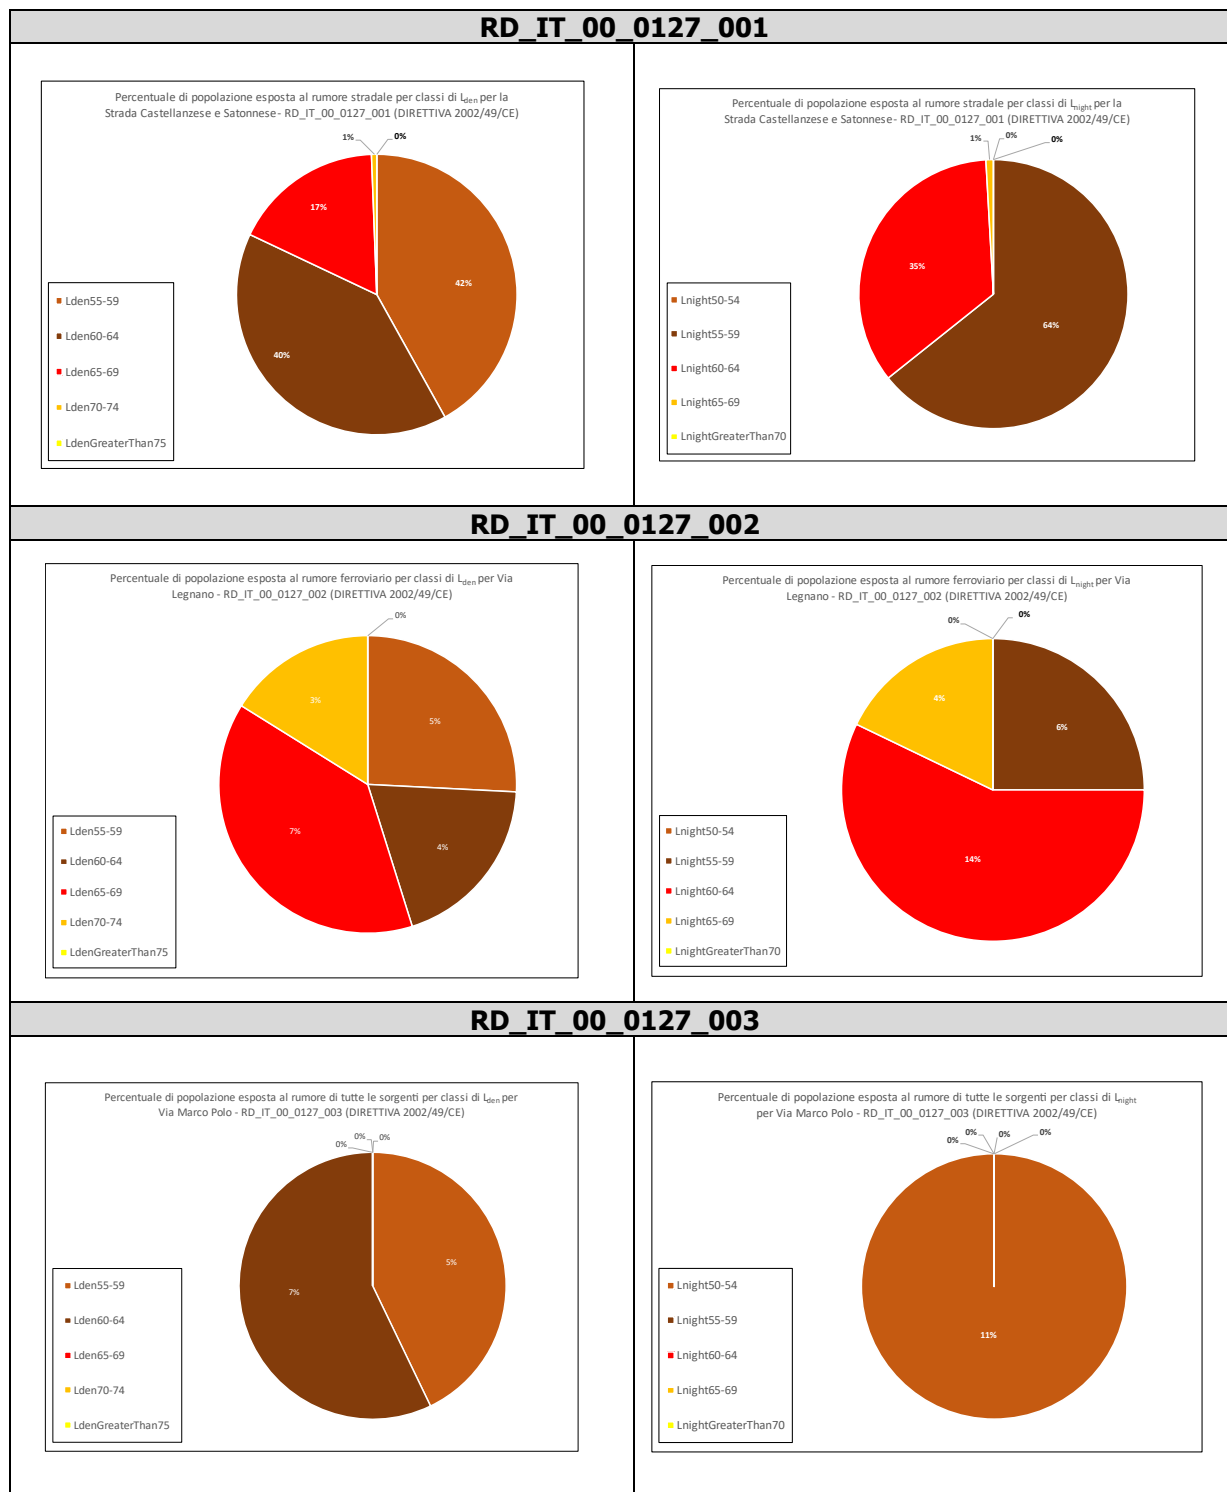 RD_IT_00_0127_001
Percentuale di popolazione esposta al rumore stradale per classi di Lden per la
Strada Castellanzese e Satonnese- RD_IT_00_0127_001 (DIRETTIVA 2002/49/CE)
1%
0%
17%
42%
40%
Lden55-59
Lden60-64
Lden65-69
Lden70-74
LdenGreaterThan75
Percentuale di popolazione esposta al rumore stradale per classi di Lnight per la
Strada Castellanzese e Satonnese- RD_IT_00_0127_001 (DIRETTIVA 2002/49/CE)
0%
1%
0%
35%
64%
Lnight50-54
Lnight55-59
Lnight60-64
Lnight65-69
LnightGreaterThan70
RD_IT_00_0127_002
Percentuale di popolazione esposta al rumore ferroviario per classi di Lden per Via
Legnano - RD_IT_00_0127_002 (DIRETTIVA 2002/49/CE)
0%
3%
5%
7%
4%
Lden55-59
Lden60-64
Lden65-69
Lden70-74
LdenGreaterThan75
Percentuale di popolazione esposta al rumore ferroviario per classi di Lnight per Via
Legnano - RD_IT_00_0127_002 (DIRETTIVA 2002/49/CE)
0%
0%
4%
6%
14%
Lnight50-54
Lnight55-59
Lnight60-64
Lnight65-69
LnightGreaterThan70
RD_IT_00_0127_003
Percentuale di popolazione esposta al rumore di tutte le sorgenti per classi di Lden per
Via Marco Polo - RD_IT_00_0127_003 (DIRETTIVA 2002/49/CE)
0%
0%
0%
5%
7%
Lden55-59
Lden60-64
Lden65-69
Lden70-74
LdenGreaterThan75
Percentuale di popolazione esposta al rumore di tutte le sorgenti per classi di Lnight
per Via Marco Polo - RD_IT_00_0127_003 (DIRETTIVA 2002/49/CE)
0%
0%
0%
0%
11%
Lnight50-54
Lnight55-59
Lnight60-64
Lnight65-69
LnightGreaterThan70